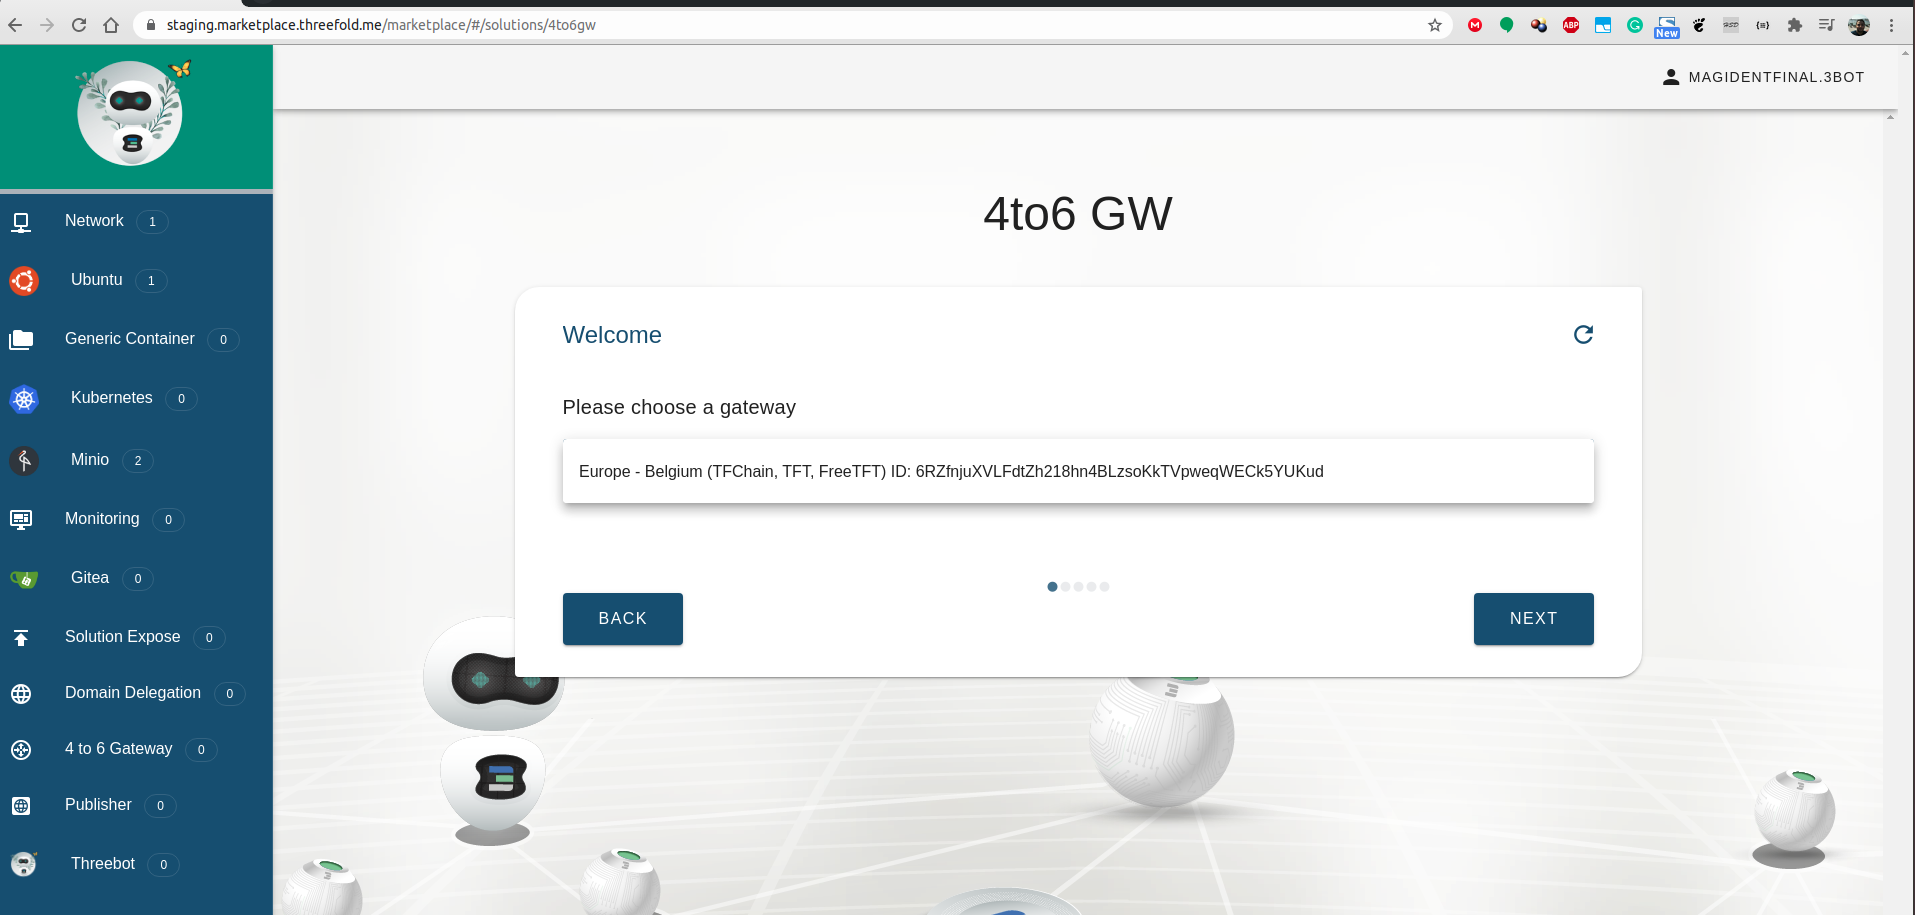 staging.marketplace.threefold.me/marketplace/#/solutions/4to6gw
ABP
New
MAGIDENTFINAL.3BOT
Network 1
Ubuntu 1
Generic Container 0
Kubernetes 0
Minio 2
Monitoring 0
Gitea 0
Solution Expose 0
Domain Delegation 0
4 to 6 Gateway 0
Publisher 0
Threebot 0
4to6 GW
Welcome
Please choose a gateway
Europe - Belgium (TFChain, TFT, FreeTFT) ID: 6RZfnjuXVLFdtZh218hn4BLzsoKkTVpweqWECk5YUKud
BACK
NEXT